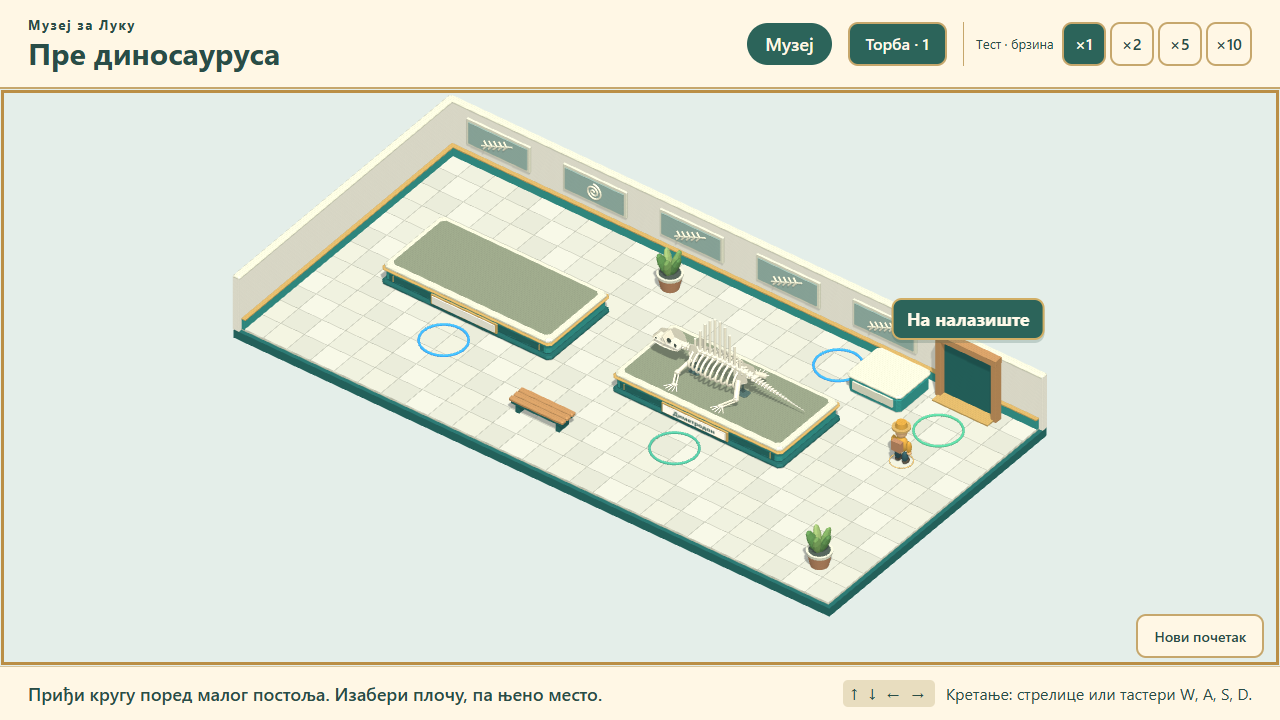 Музеј за Луку
Пре диносауруса
Музеј
Торба · 1
Тест · брзина
×1
×2
×5
×10
На налазиште
Диметродон
Нови почетак
Приђи кругу поред малог постоља. Изабери плочу, па њено место.
↑ ↓ ← → Кретање: стрелице или тастери W, A, S, D.